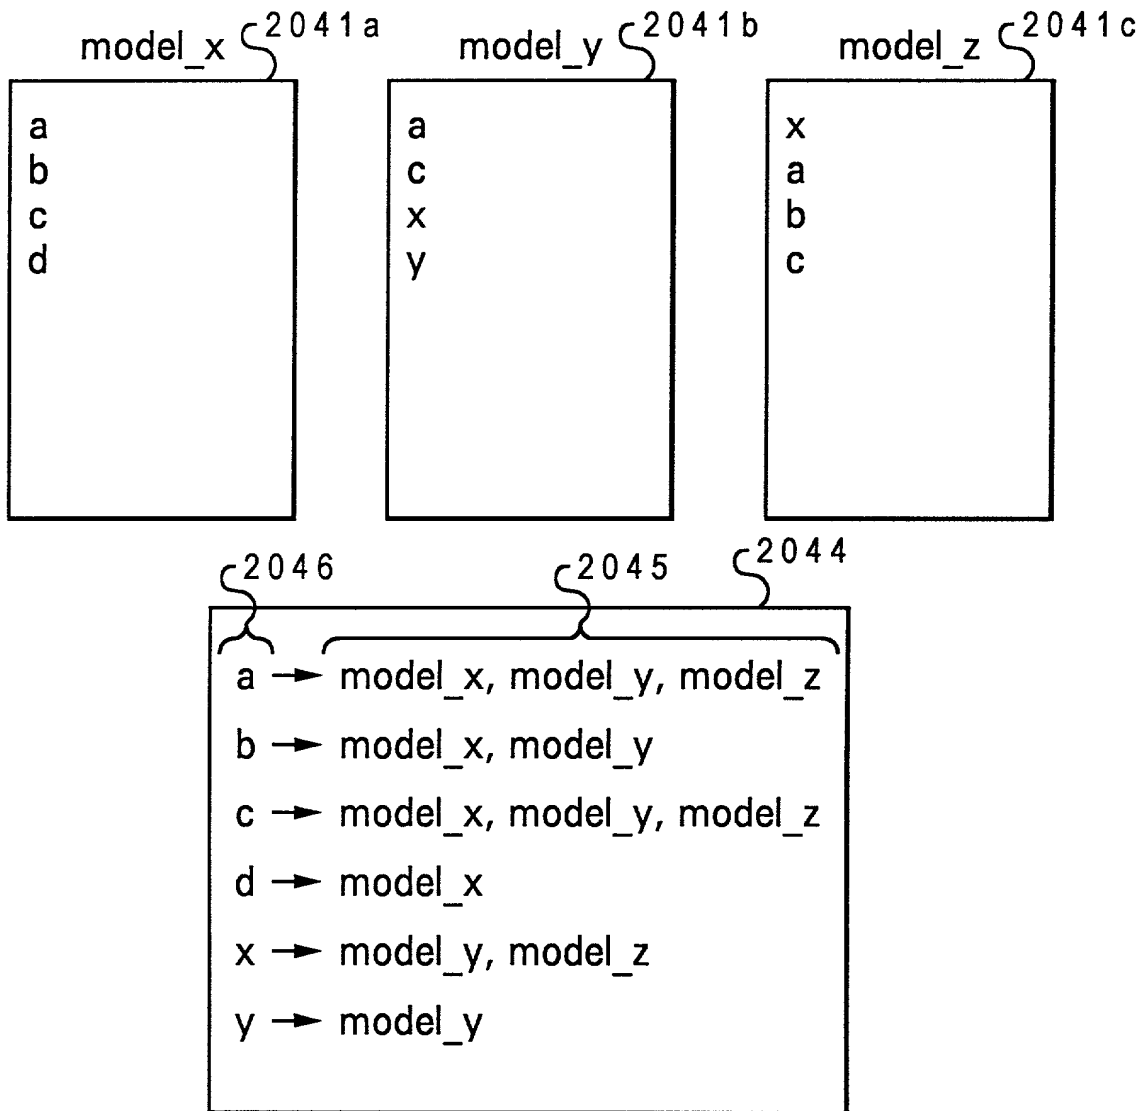 model_x 2041a
a
b
c
d
model_y 2041b
a
c
x
y
model_z 2041c
x
a
b
c
2046 2045 2044
a → model_x, model_y, model_z
b → model_x, model_y
c → model_x, model_y, model_z
d → model_x
x → model_y, model_z
y → model_y